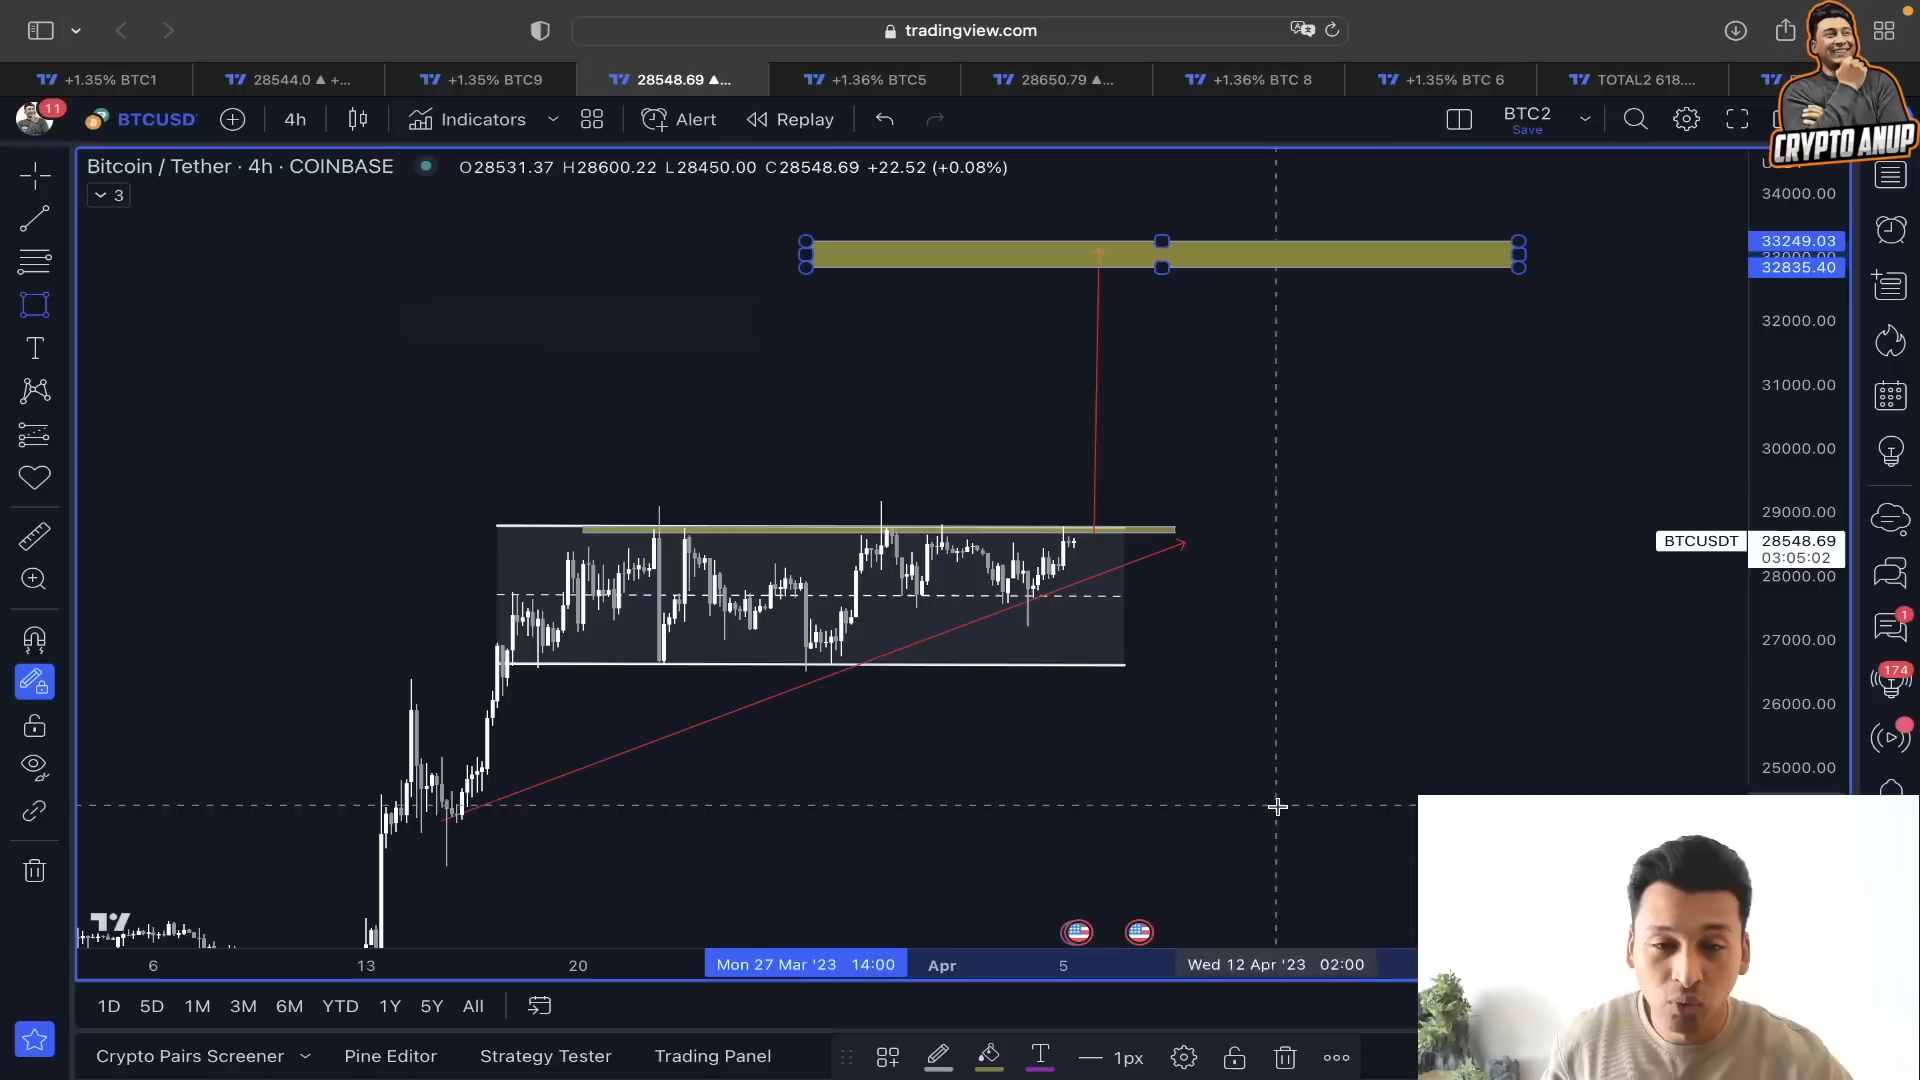 tradingview.com
+1.35% BTC1
28544.0 ▲ +...
+1.35% BTC9
28548.69 ▲...
+1.36% BTC5
28650.79 ▲...
+1.36% BTC 8
+1.35% BTC 6
TOTAL2 618....
CRYPTO ANUP
11
BTCUSD
4h
Indicators
Alert
Replay
BTC2
Save
Bitcoin / Tether · 4h · COINBASE
O28531.37 H28600.22 L28450.00 C28548.69 +22.52 (+0.08%)
3
34000.00
33249.03
32835.40
32000.00
31000.00
30000.00
29000.00
BTCUSDT
28548.69
03:05:02
28000.00
27000.00
26000.00
25000.00
1
174
6
13
20
Mon 27 Mar '23 14:00
Apr
5
Wed 12 Apr '23 02:00
1D 5D 1M 3M 6M YTD 1Y 5Y All
Crypto Pairs Screener
Pine Editor
Strategy Tester
Trading Panel
1px